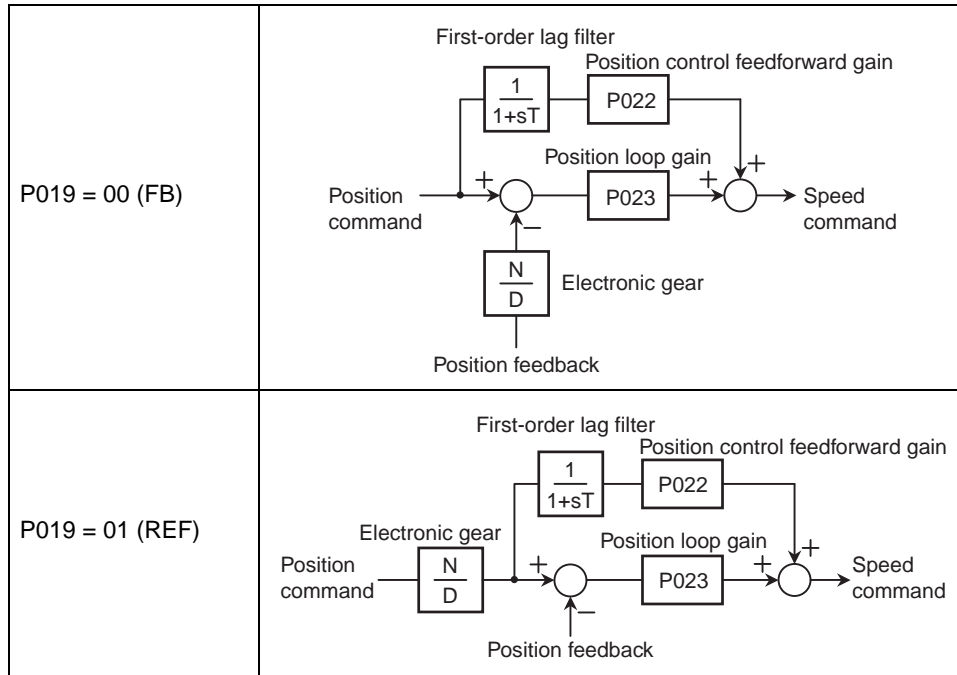 P019 = 00 (FB)
First-order lag filter
Position control feedforward gain
1
1+sT
P022
+
Position loop gain
Position
command
+
P023
+
Speed
command
−
N
D
Electronic gear
Position feedback
P019 = 01 (REF)
First-order lag filter
Position control feedforward gain
1
1+sT
P022
Electronic gear
Position loop gain
+
Position
command
N
D
+
P023
+
Speed
command
−
Position feedback